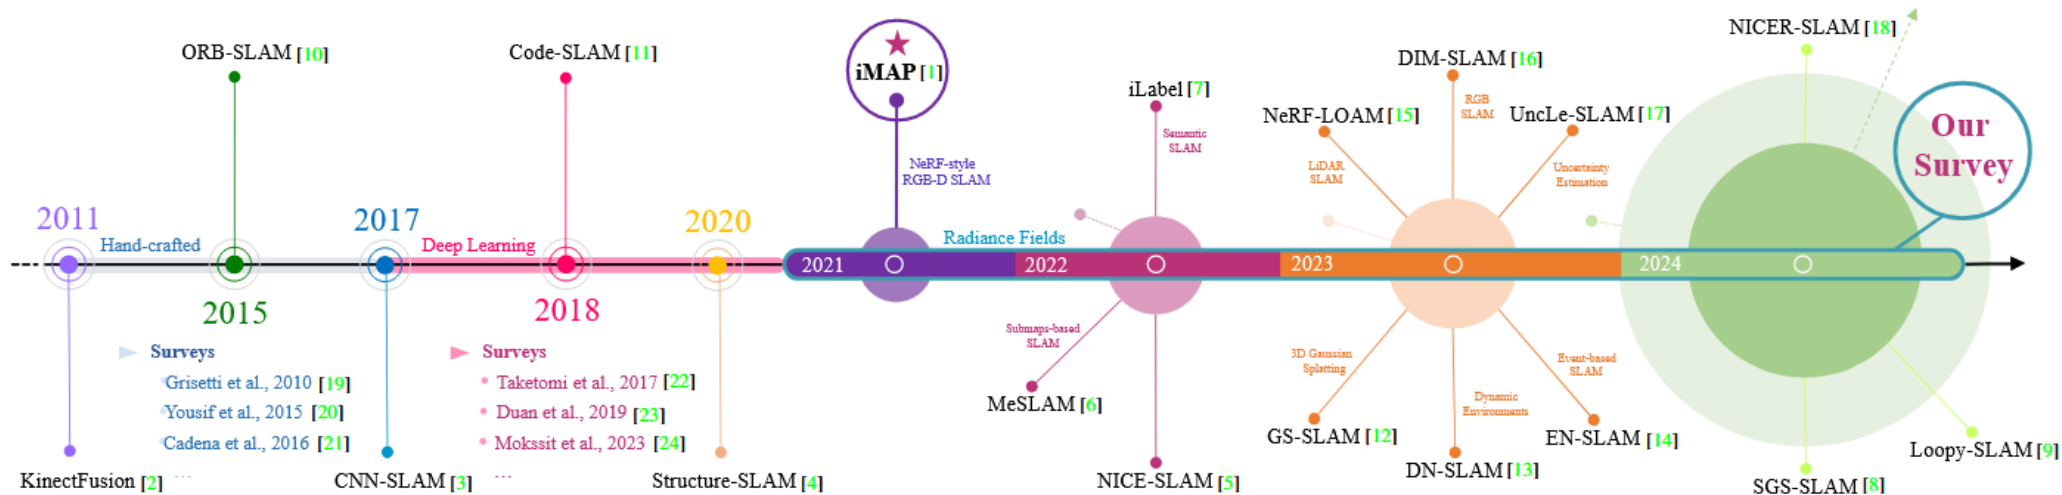 NICER-SLAM [18]
ORB-SLAM [10]
Code-SLAM [11]
iMAP [1]
DIM-SLAM [16]
iLabel [7]
RGB
SLAM
NeRF-LOAM [15]
UncLe-SLAM [17]
Our
Survey
Semantic
SLAM
NeRF-style
RGB-D SLAM
LiDAR
SLAM
Uncertainty
Estimation
2011
2017
2020
Hand-crafted
Deep Learning
Radiance Fields
2021
2022
2023
2024
2015
2018
Submaps-based
SLAM
3D Gaussian
Splatting
Event-based
SLAM
Surveys
Grisetti et al., 2010 [19]
Yousif et al., 2015 [20]
Cadena et al., 2016 [21]
...
Surveys
Taketomi et al., 2017 [22]
Duan et al., 2019 [23]
Mokssit et al., 2023 [24]
...
Dynamic
Environments
MeSLAM [6]
GS-SLAM [12]
EN-SLAM [14]
DN-SLAM [13]
Loopy-SLAM [9]
KinectFusion [2]
CNN-SLAM [3]
Structure-SLAM [4]
NICE-SLAM [5]
SGS-SLAM [8]